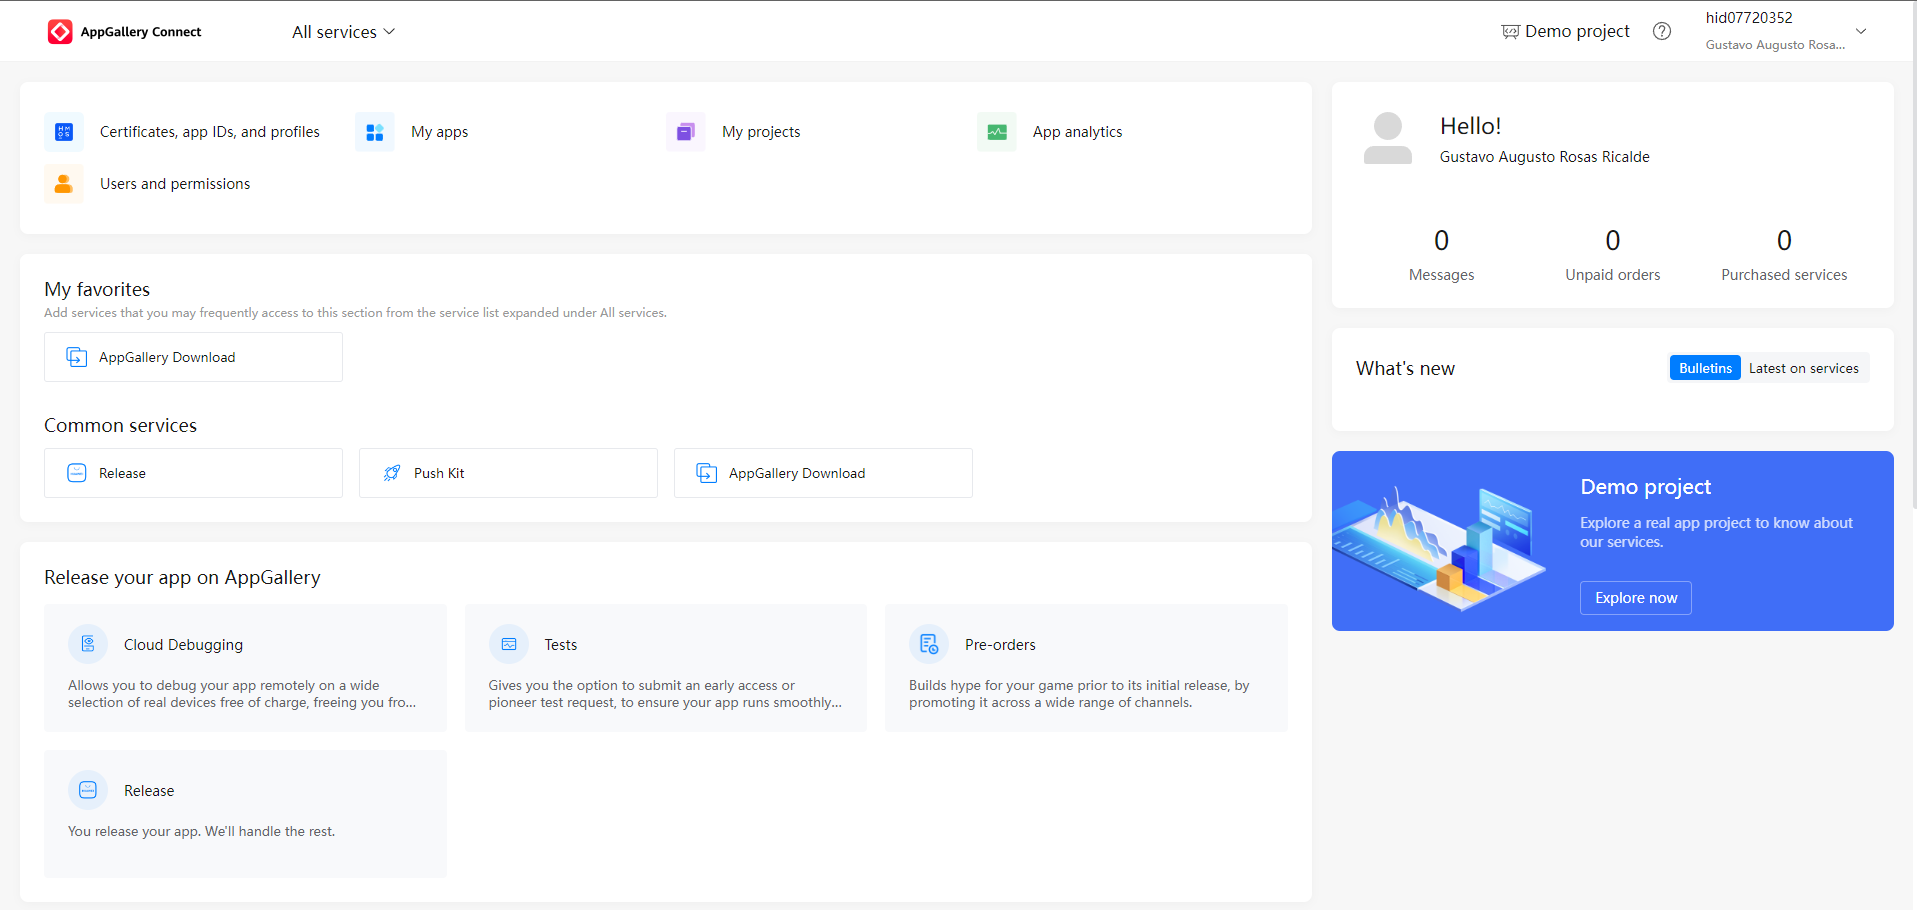 AppGallery Connect
All services
Demo project
hid07720352
Gustavo Augusto Rosa...
Certificates, app IDs, and profiles
My apps
My projects
App analytics
Users and permissions
Hello!
Gustavo Augusto Rosas Ricalde
0
Messages
0
Unpaid orders
0
Purchased services
My favorites
Add services that you may frequently access to this section from the service list expanded under All services.
AppGallery Download
Common services
Release
Push Kit
AppGallery Download
What's new
Bulletins
Latest on services
Demo project
Explore a real app project to know about
our services.
Explore now
Release your app on AppGallery
Cloud Debugging
Allows you to debug your app remotely on a wide
selection of real devices free of charge, freeing you fro...
Tests
Gives you the option to submit an early access or
pioneer test request, to ensure your app runs smoothly...
Pre-orders
Builds hype for your game prior to its initial release, by
promoting it across a wide range of channels.
Release
You release your app. We'll handle the rest.